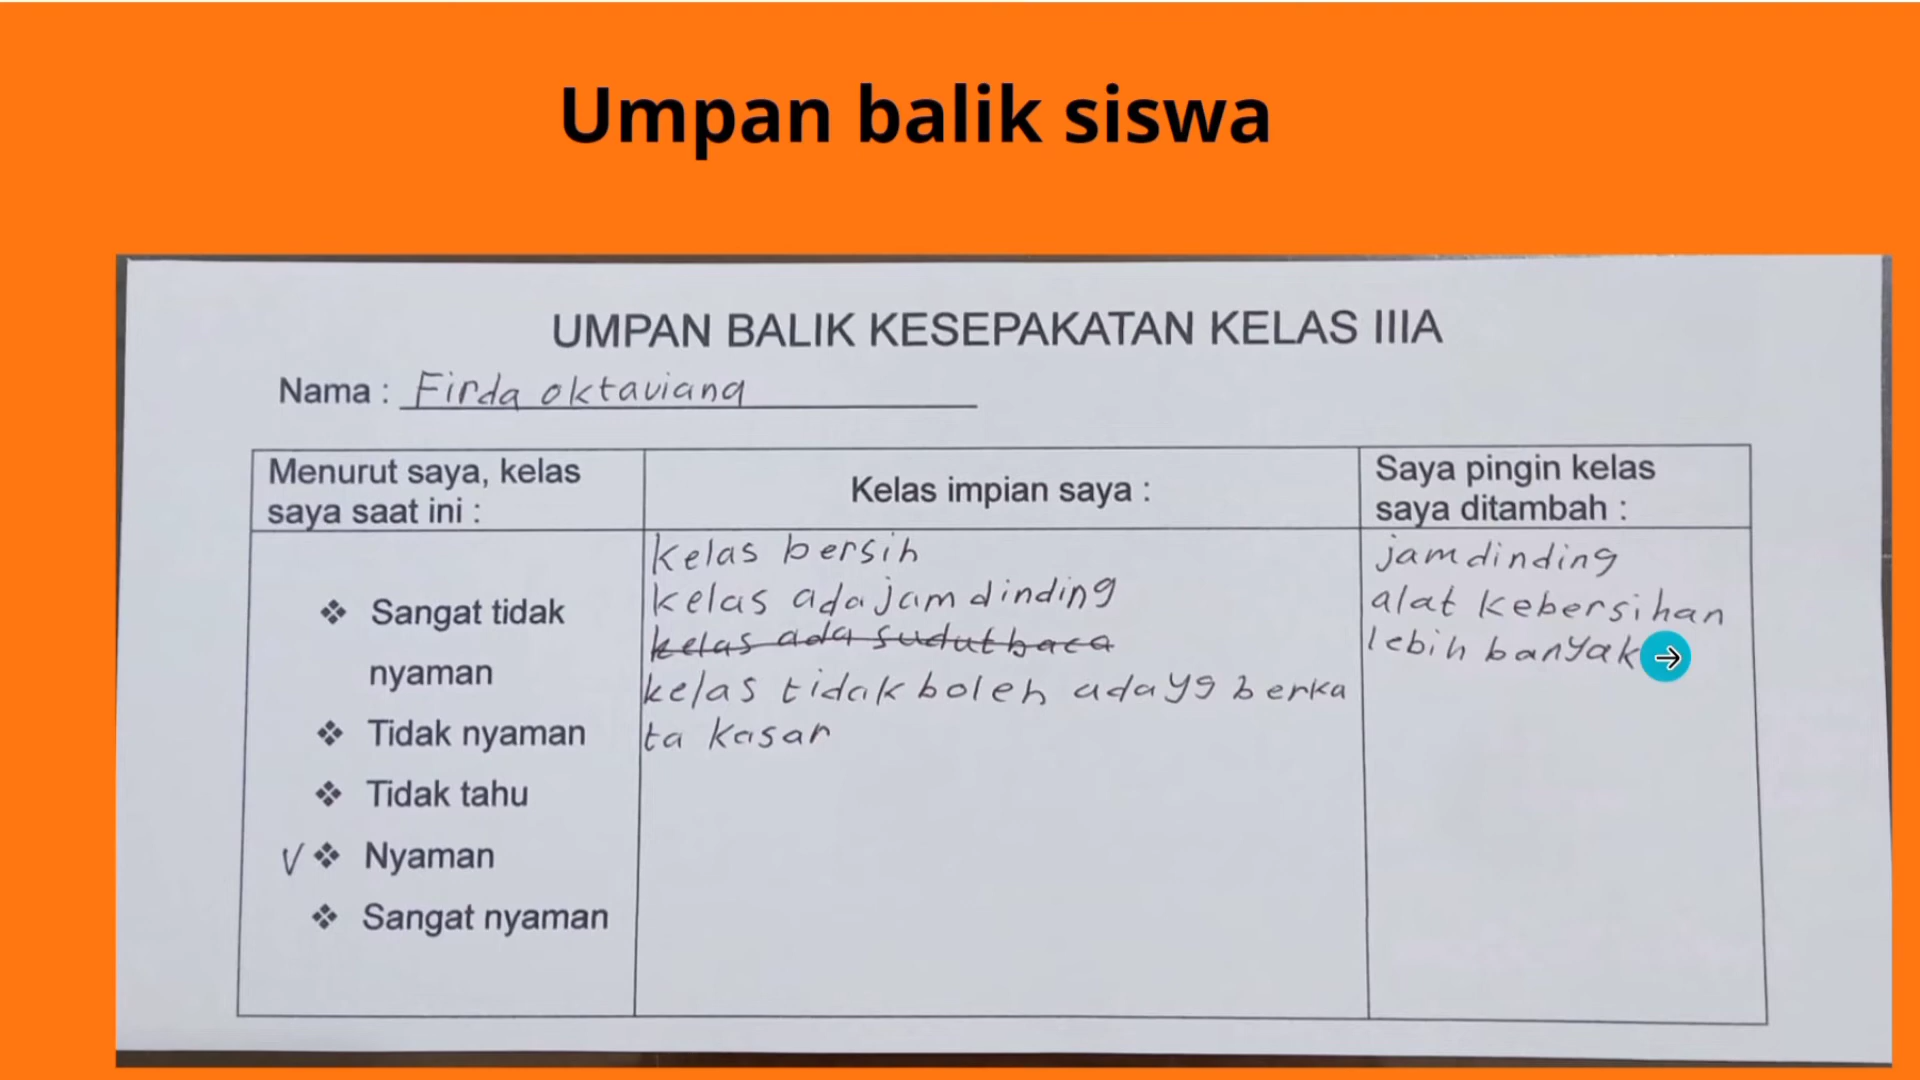 Umpan balik siswa
UMPAN BALIK KESEPAKATAN KELAS IIIA
Nama : Firda oktaviana
Menurut saya, kelas
saya saat ini :
Kelas impian saya :
Saya pingin kelas
saya ditambah :
❖ Sangat tidak
nyaman
❖ Tidak nyaman
❖ Tidak tahu
V ❖ Nyaman
❖ Sangat nyaman
kelas bersih
kelas ada jam dinding
kelas ada sudut baca
kelas tidak boleh ada yg berka
ta kasar
jam dinding
alat kebersihan
lebih banyak